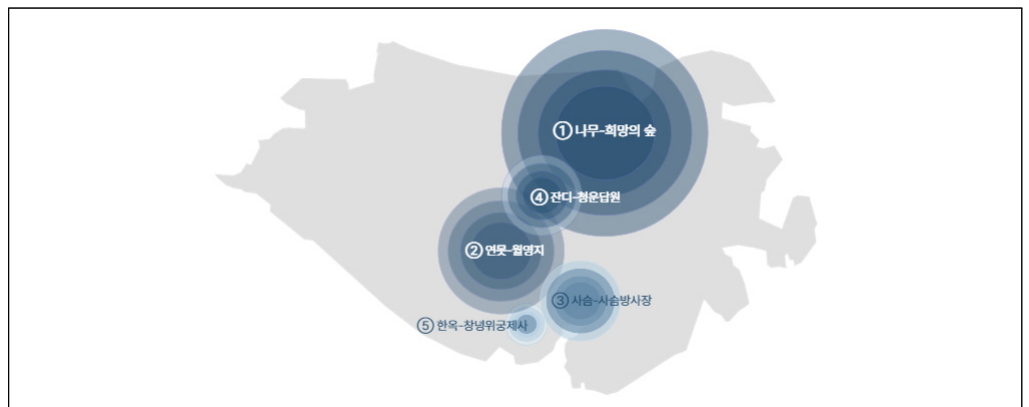 ① 나무-희망의 숲
④ 잔디-청운답원
② 연못-월영지
③ 사슴-사슴방사장
⑤ 한옥-창녕위궁제사